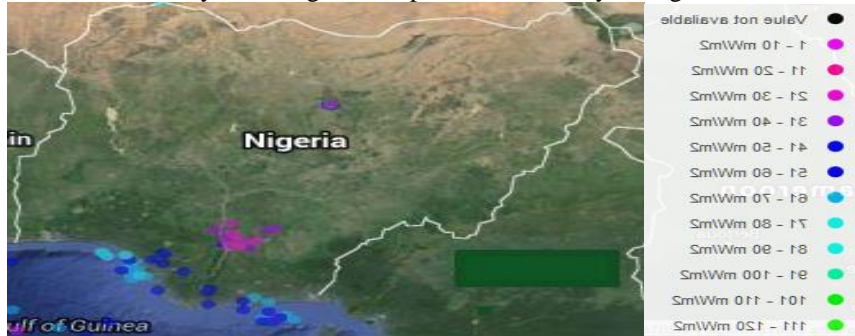 in
Nigeria
ulf of Guinea
Value not available
1 - 10 mW/m2
11 - 20 mW/m2
21 - 30 mW/m2
31 - 40 mW/m2
41 - 50 mW/m2
51 - 60 mW/m2
61 - 70 mW/m2
71 - 80 mW/m2
81 - 90 mW/m2
91 - 100 mW/m2
101 - 110 mW/m2
111 - 120 mW/m2